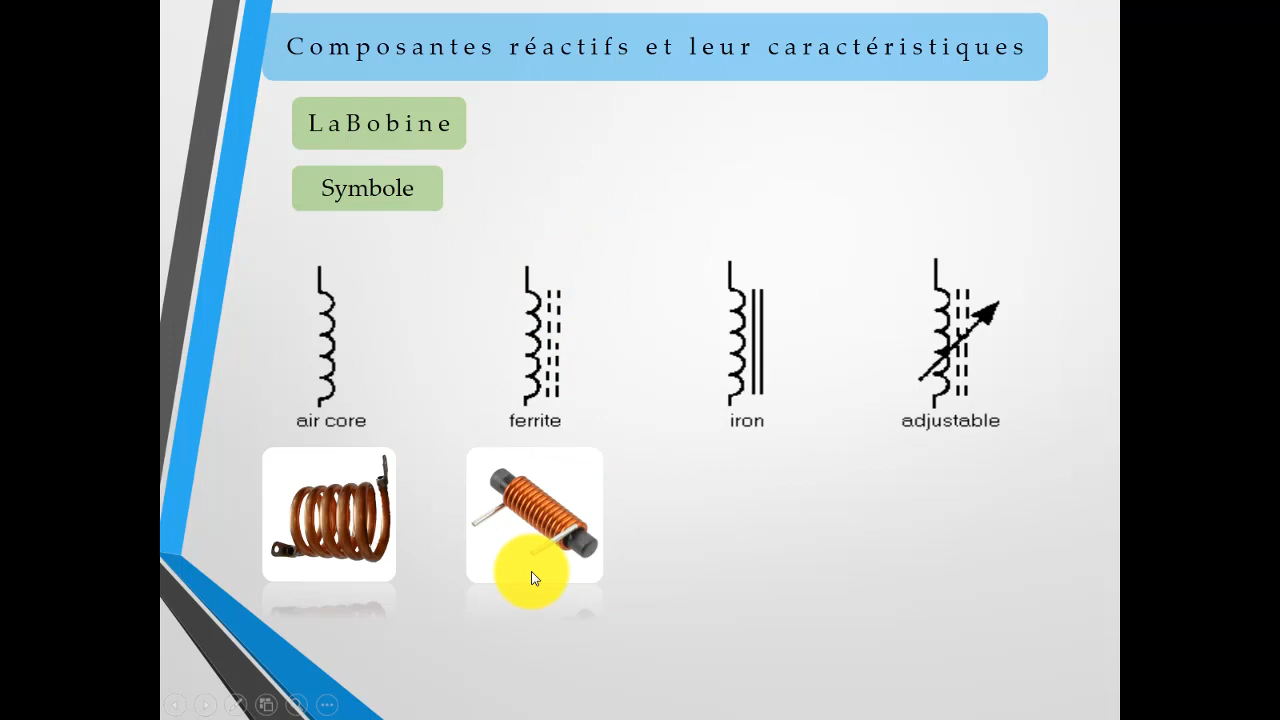 Composantes réactifs et leur caractéristiques
LaBobine
Symbole
air core ferrite iron adjustable